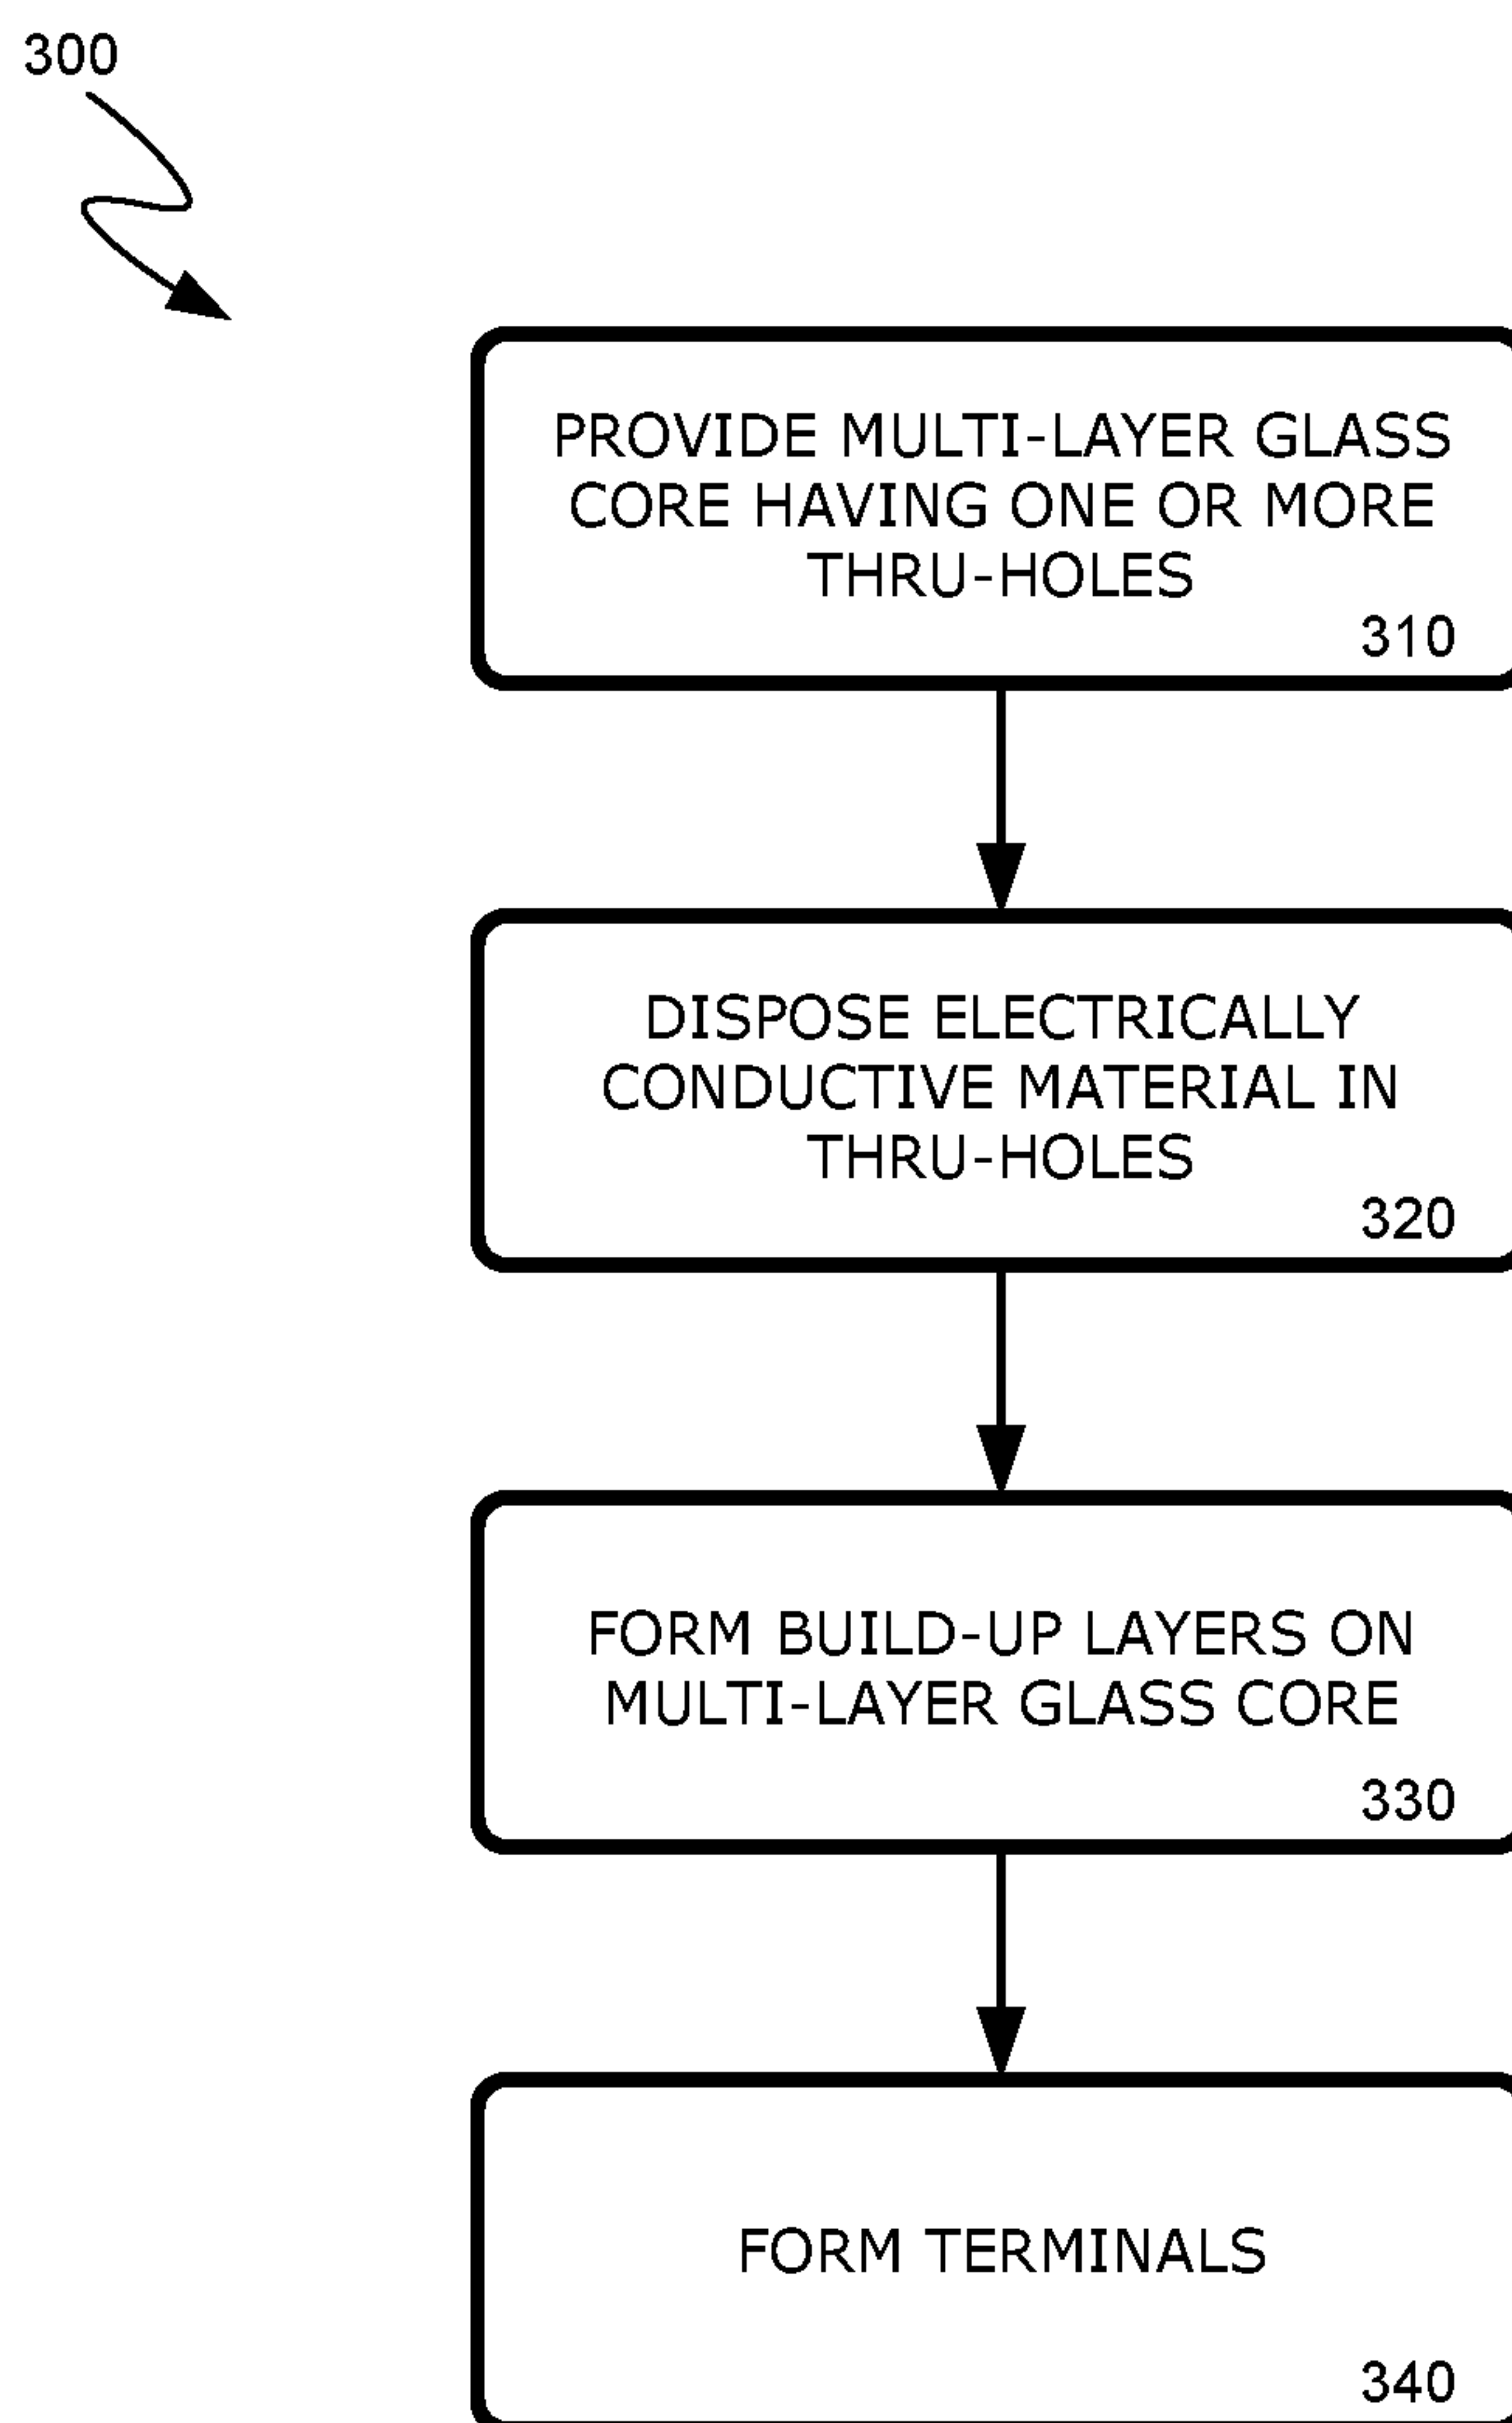 300
PROVIDE MULTI-LAYER GLASS
CORE HAVING ONE OR MORE
THRU-HOLES
310
DISPOSE ELECTRICALLY
CONDUCTIVE MATERIAL IN
THRU-HOLES
320
FORM BUILD-UP LAYERS ON
MULTI-LAYER GLASS CORE
330
FORM TERMINALS
340